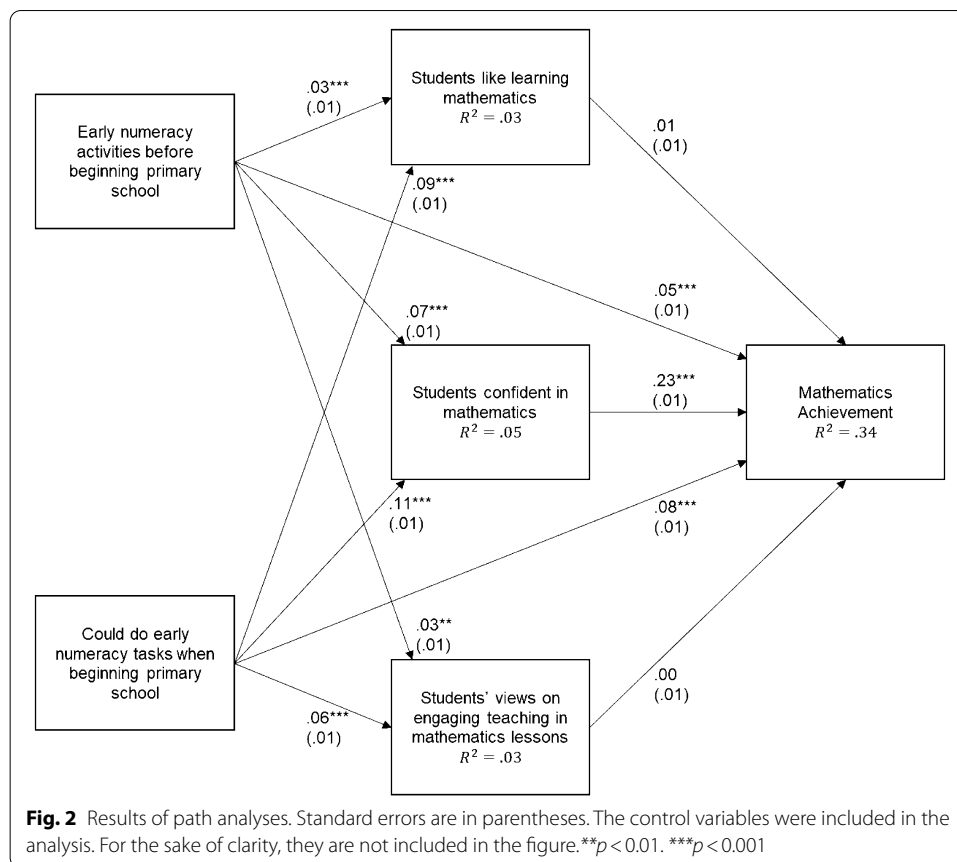 Early numeracy
activities before
beginning primary
school
.03***
(.01)
Students like learning
mathematics
R² = .03
.01
(.01)
.09***
(.01)
.05***
(.01)
.07***
(.01)
Students confident in
mathematics
R² = .05
.23***
(.01)
Mathematics
Achievement
R² = .34
.11***
(.01)
.08***
(.01)
Could do early
numeracy tasks when
beginning primary
school
.03**
(.01)
.06***
(.01)
Students’ views on
engaging teaching in
mathematics lessons
R² = .03
.00
(.01)
Fig. 2 Results of path analyses. Standard errors are in parentheses. The control variables were included in the
analysis. For the sake of clarity, they are not included in the figure.**p < 0.01. ***p < 0.001